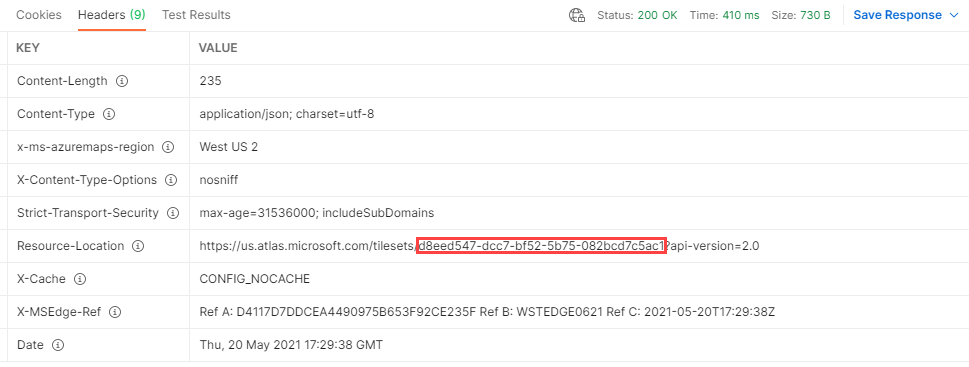 Cookies Headers (9) Test Results Status: 200 OK Time: 410 ms Size: 730 B Save Response
KEY VALUE
Content-Length 235
Content-Type application/json; charset=utf-8
x-ms-azuremaps-region West US 2
X-Content-Type-Options nosniff
Strict-Transport-Security max-age=31536000; includeSubDomains
Resource-Location https://us.atlas.microsoft.com/tilesets/d8eed547-dcc7-bf52-5b75-082bcd7c5ac1?api-version=2.0
X-Cache CONFIG_NOCACHE
X-MSEdge-Ref Ref A: D4117D7DDCEA4490975B653F92CE235F Ref B: WSTEDGE0621 Ref C: 2021-05-20T17:29:38Z
Date Thu, 20 May 2021 17:29:38 GMT